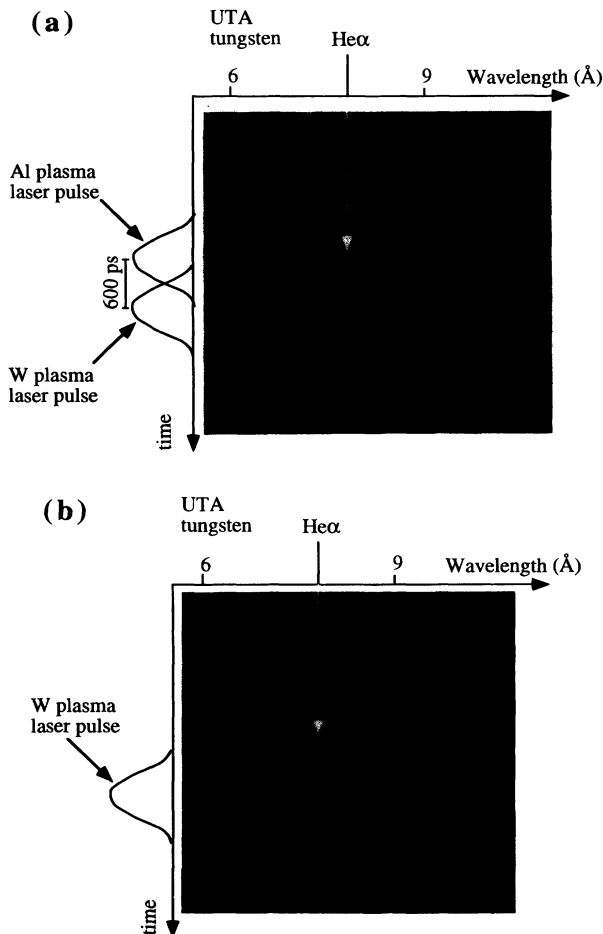 (a)
UTA
tungsten
Heα
6
9
Wavelength (Å)
Al plasma
laser pulse
600 ps
W plasma
laser pulse
time
(b)
UTA
tungsten
Heα
6
9
Wavelength (Å)
W plasma
laser pulse
time